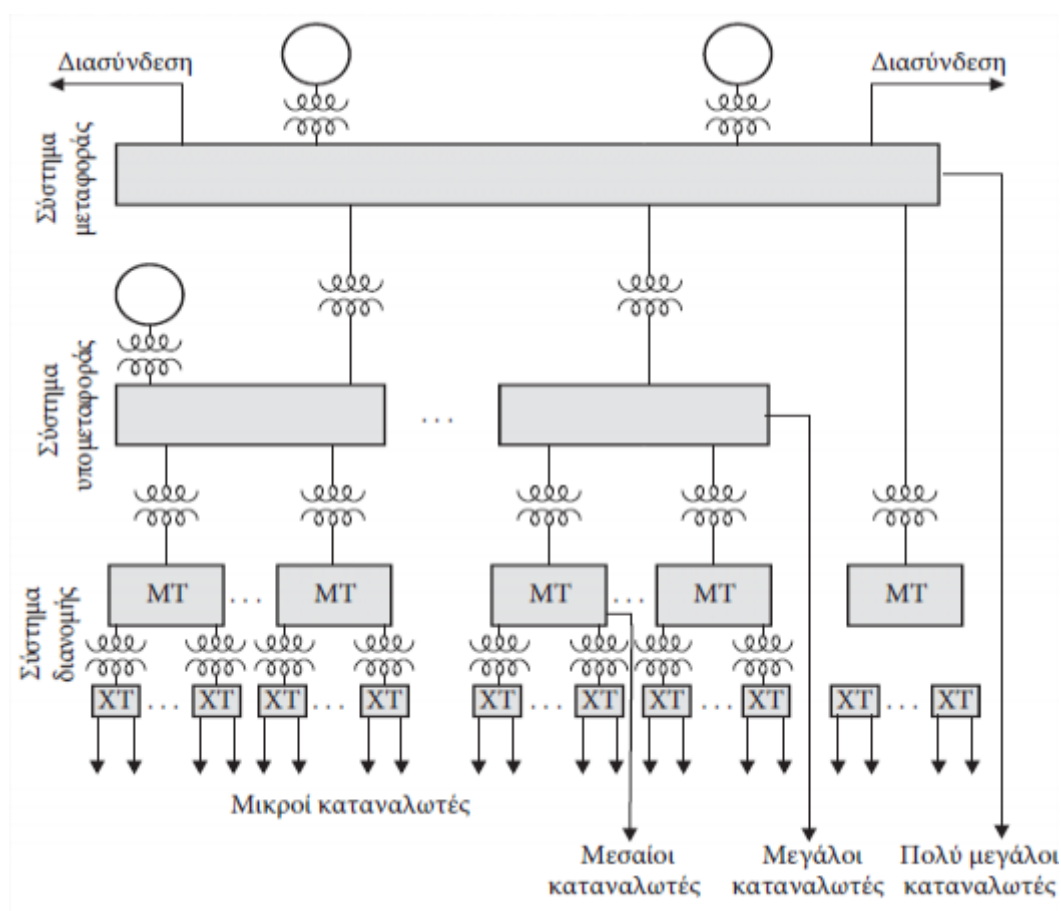 Διασύνδεση
Διασύνδεση
Σύστημα
μεταφοράς
Σύστημα
υπομεταφοράς
. . .
Σύστημα
διανομής
ΜΤ . . . ΜΤ ΜΤ . . . ΜΤ ΜΤ
ΧΤ . . . ΧΤ ΧΤ . . . ΧΤ ΧΤ . . . ΧΤ ΧΤ . . . ΧΤ ΧΤ . . . ΧΤ
Μικροί καταναλωτές
Μεσαίοι
καταναλωτές
Μεγάλοι
καταναλωτές
Πολύ μεγάλοι
καταναλωτές